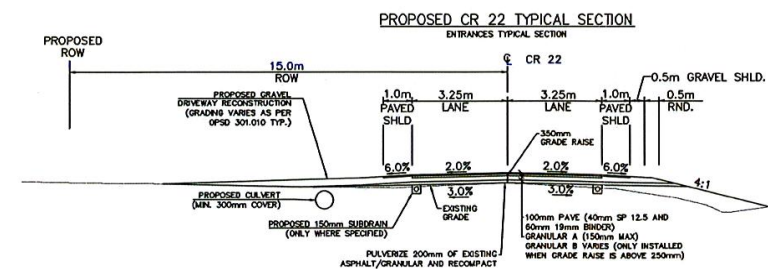 PROPOSED CR 22 TYPICAL SECTION
ENTRANCES TYPICAL SECTION
PROPOSED
ROW
℄ CR 22
15.0m
ROW
0.5m GRAVEL SHLD.
PROPOSED GRAVEL
DRIVEWAY RECONSTRUCTION
(GRADING VARIES AS PER
OPSD 301.010 TYP.)
1.0m
PAVED
SHLD
3.25m
LANE
3.25m
LANE
1.0m
PAVED
SHLD
0.5m
RND.
350mm
GRADE RAISE
6.0%
2.0%
2.0%
6.0%
4:1
3.0%
3.0%
PROPOSED CULVERT
(MIN. 300mm COVER)
EXISTING
GRADE
PROPOSED 150mm SUBDRAIN
(ONLY WHERE SPECIFIED)
100mm PAVE (40mm SP 12.5 AND
60mm 19mm BINDER)
GRANULAR A (150mm MAX)
GRANULAR B VARIES (ONLY INSTALLED
WHEN GRADE RAISE IS ABOVE 250mm)
PULVERIZE 200mm OF EXISTING
ASPHALT/GRANULAR AND RECOMPACT